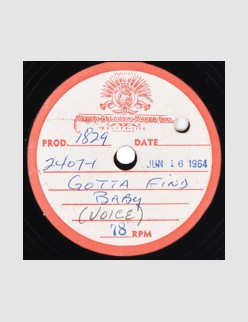 PROD. 1829 DATE
2407-1 JUN 16 1964
GOTTA FIND
BABY
(VOICE)
78 RPM